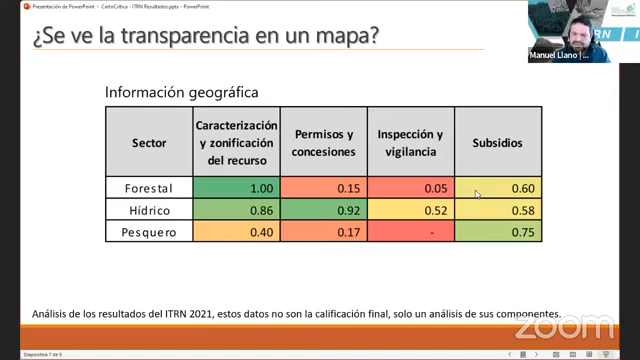 Presentación de PowerPoint - CartoCrítica - ITRN Resultados.pptx - PowerPoint
¿Se ve la transparencia en un mapa?
Manuel Llano | ...
Información geográfica
Sector
Caracterización y zonificación del recurso
Permisos y concesiones
Inspección y vigilancia
Subsidios
Forestal 1.00 0.15 0.05 0.60
Hídrico 0.86 0.92 0.52 0.58
Pesquero 0.40 0.17 - 0.75
Análisis de los resultados del ITRN 2021, estos datos no son la calificación final, solo un análisis de sus componentes.
zoom
Diapositiva 7 de 9